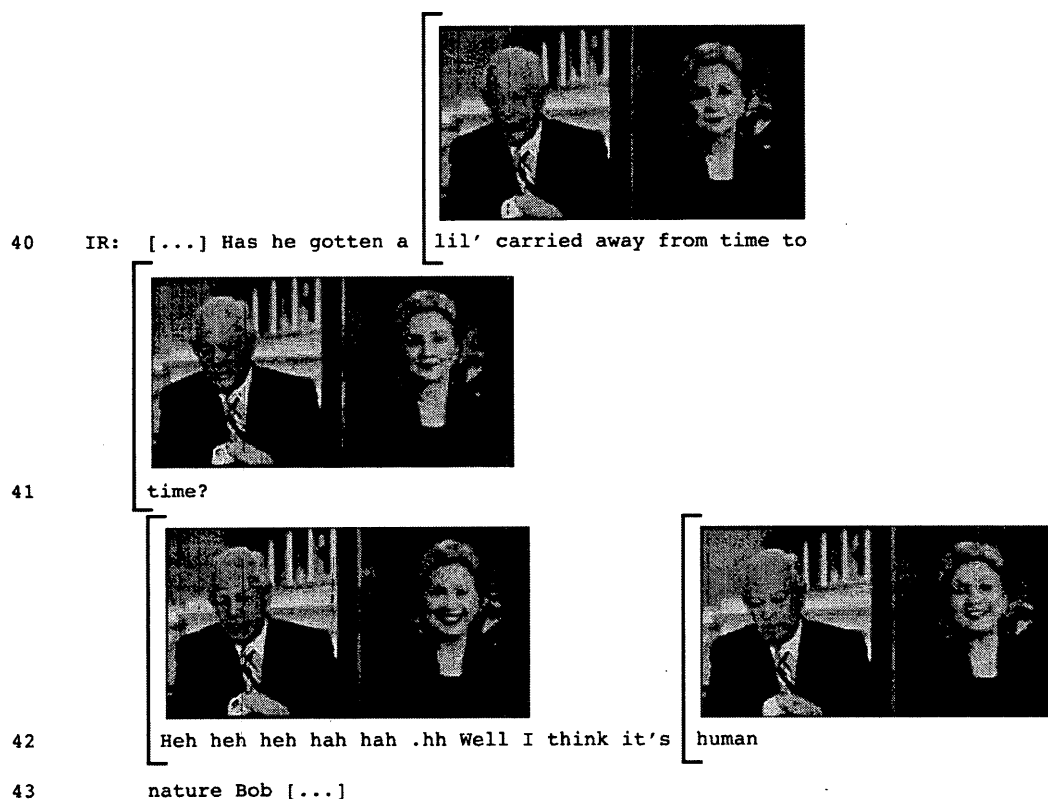 40 IR: [...] Has he gotten a lil' carried away from time to
41 time?
42 Heh heh heh hah hah .hh Well I think it's human
43 nature Bob [...]